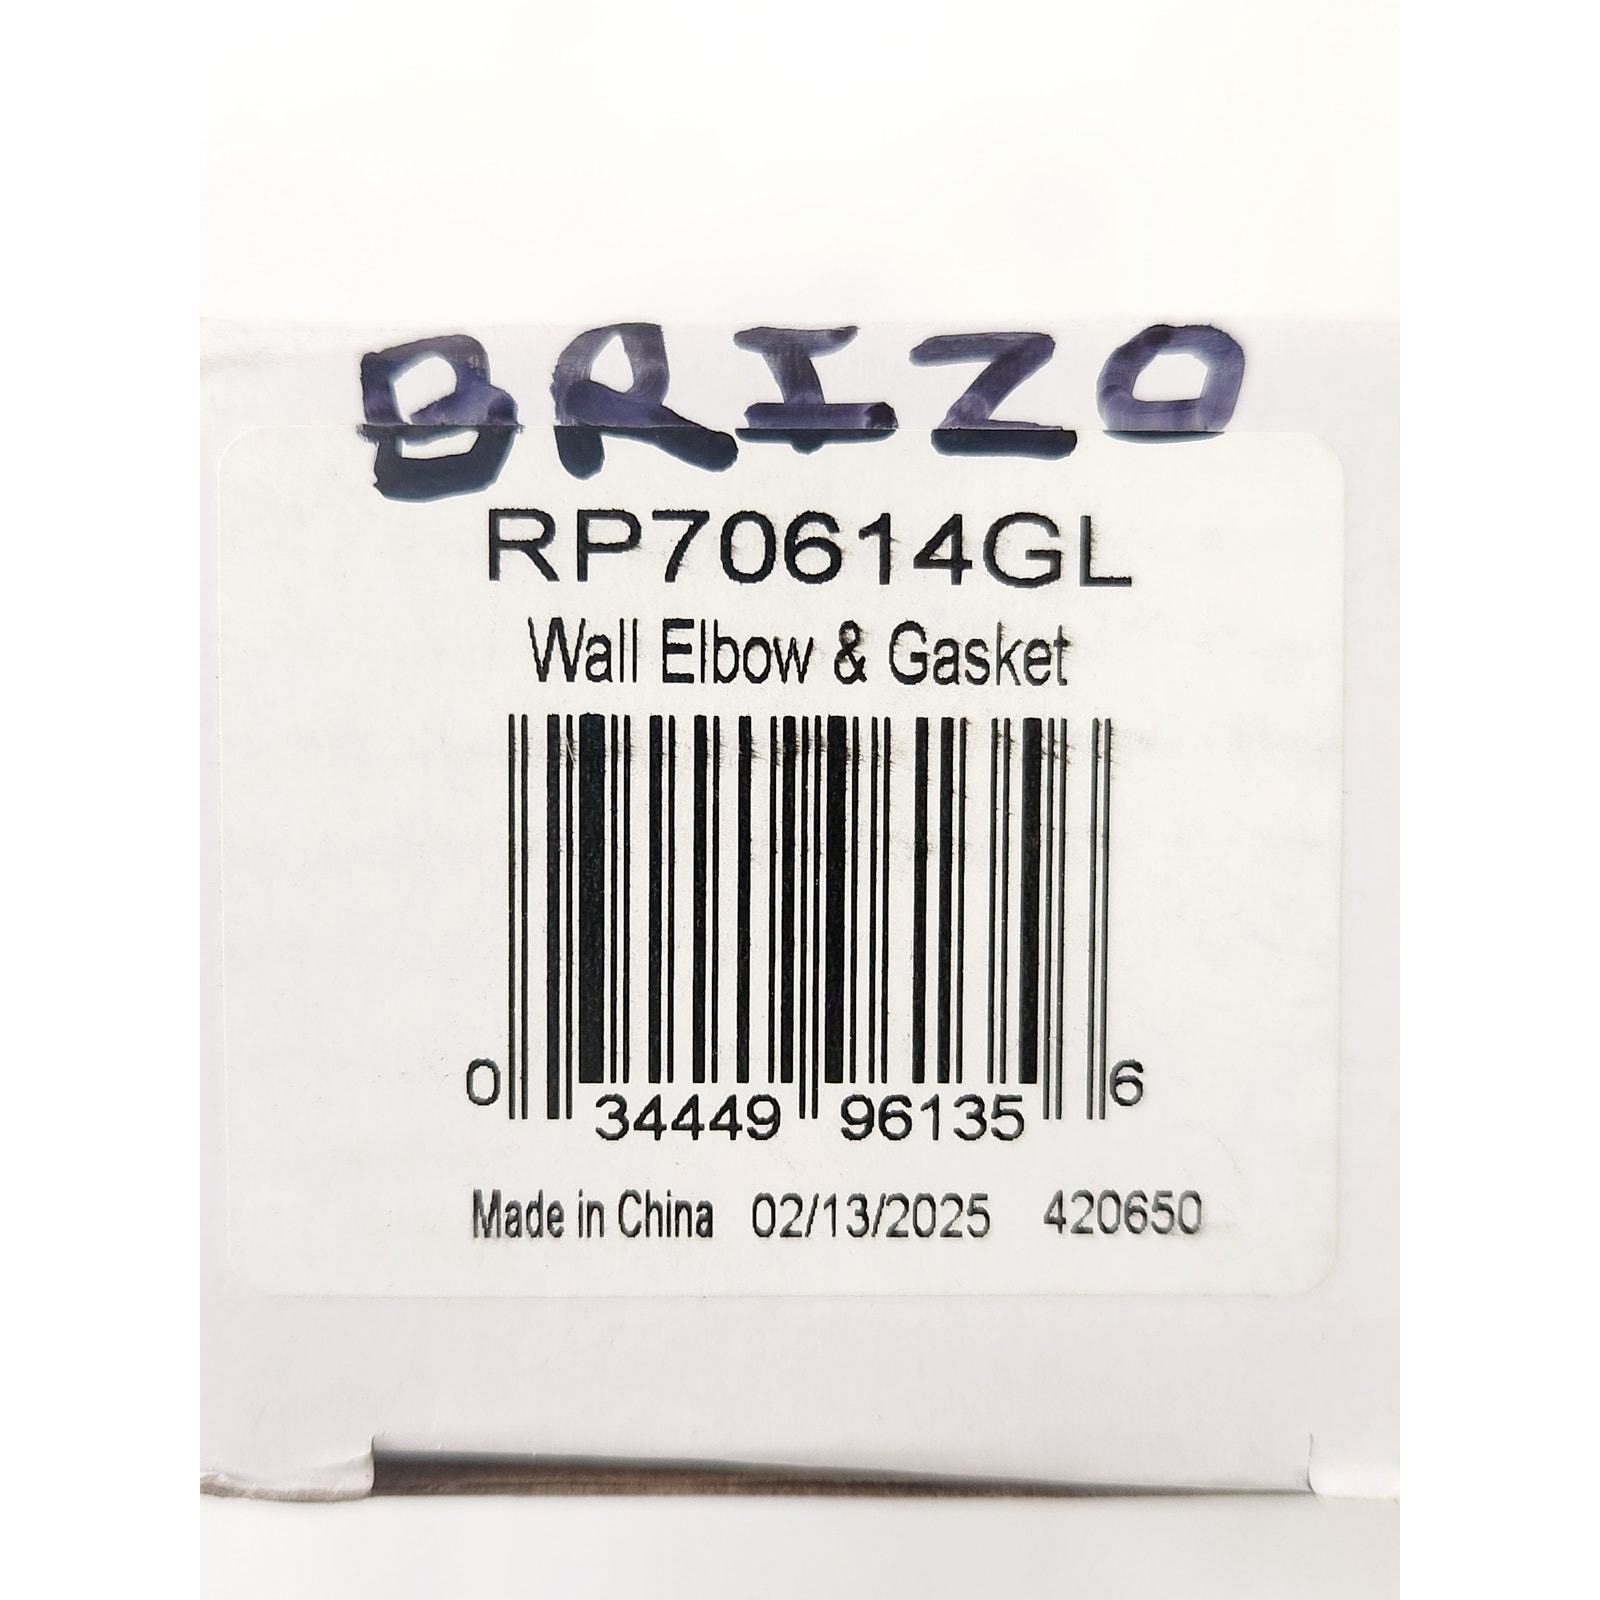 BRIZO
RP70614GL
Wall Elbow & Gasket
0 34449 96135 6
Made in China 02/13/2025 420650